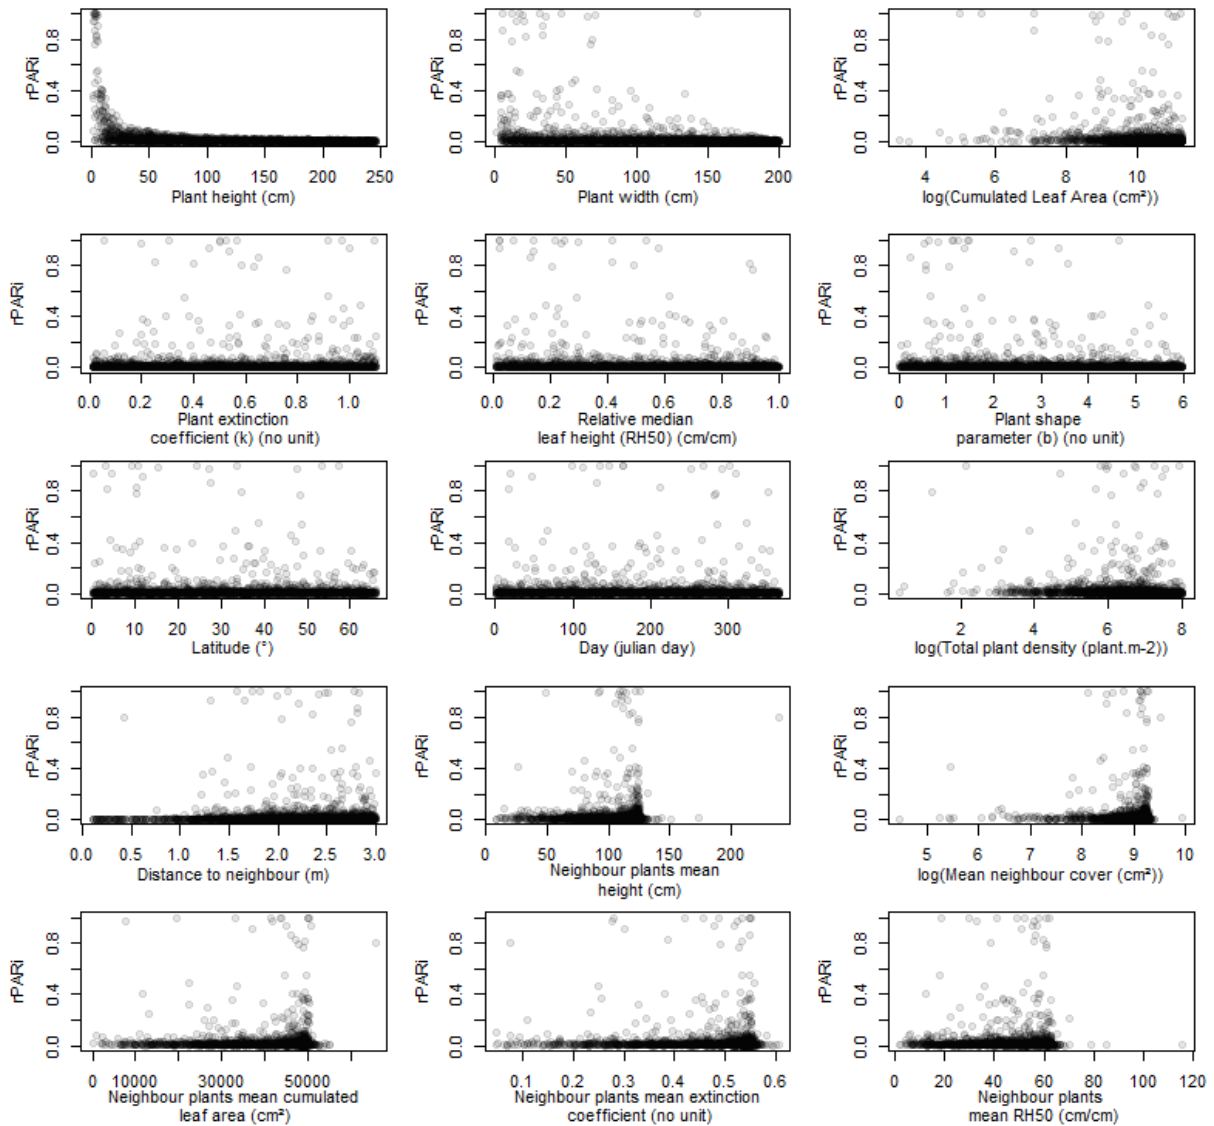 rPARi
0.0 0.4 0.8
0 50 100 150 200 250
Plant height (cm)
rPARi
0.0 0.4 0.8
0 50 100 150 200
Plant width (cm)
rPARi
0.0 0.4 0.8
4 6 8 10
log(Cumulated Leaf Area (cm²))
rPARi
0.0 0.4 0.8
0.0 0.2 0.4 0.6 0.8 1.0
Plant extinction
coefficient (k) (no unit)
rPARi
0.0 0.4 0.8
0.0 0.2 0.4 0.6 0.8 1.0
Relative median
leaf height (RH50) (cm/cm)
rPARi
0.0 0.4 0.8
0 1 2 3 4 5 6
Plant shape
parameter (b) (no unit)
rPARi
0.0 0.4 0.8
0 10 20 30 40 50 60
Latitude (°)
rPARi
0.0 0.4 0.8
0 100 200 300
Day (julian day)
rPARi
0.0 0.4 0.8
2 4 6 8
log(Total plant density (plant.m-2))
rPARi
0.0 0.4 0.8
0.0 0.5 1.0 1.5 2.0 2.5 3.0
Distance to neighbour (m)
rPARi
0.0 0.4 0.8
0 50 100 200
Neighbour plants mean
height (cm)
rPARi
0.0 0.4 0.8
5 6 7 8 9 10
log(Mean neighbour cover (cm²))
rPARi
0.0 0.4 0.8
0 10000 30000 50000
Neighbour plants mean cumulated
leaf area (cm²)
rPARi
0.0 0.4 0.8
0.1 0.2 0.3 0.4 0.5 0.6
Neighbour plants mean extinction
coefficient (no unit)
rPARi
0.0 0.4 0.8
0 20 40 60 80 100 120
Neighbour plants
mean RH50 (cm/cm)